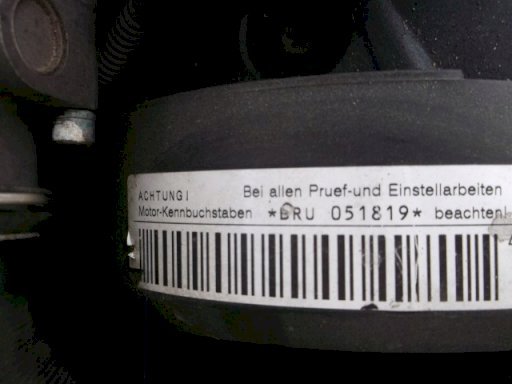 ACHTUNG! Bei allen Pruef-und Einstellarbeiten
Motor-Kennbuchstaben *BRU 051819* beachten!